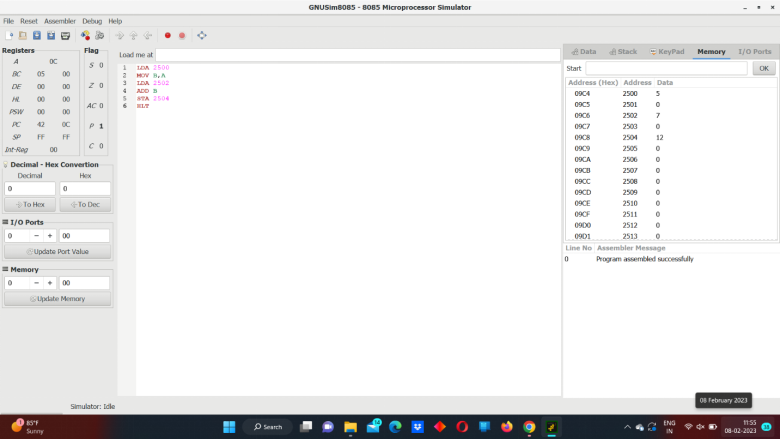 GNUSim8085 - 8085 Microprocessor Simulator
File Reset Assembler Debug Help
Registers
A 0C
BC 05 00
DE 00 00
HL 00 00
PSW 00 00
PC 42 0C
SP FF FF
Int-Reg 00
Flag
S 0
Z 0
AC 0
P 1
C 0
Decimal - Hex Convertion
Decimal Hex
0 0
To Hex To Dec
I/O Ports
0 - + 00
Update Port Value
Memory
0 - + 00
Update Memory
Load me at
1 LDA 2500
2 MOV B,A
3 LDA 2502
4 ADD B
5 STA 2504
6 HLT
Data Stack KeyPad Memory I/O Ports
Start OK
Address (Hex) Address Data
09C4 2500 5
09C5 2501 0
09C6 2502 7
09C7 2503 0
09C8 2504 12
09C9 2505 0
09CA 2506 0
09CB 2507 0
09CC 2508 0
09CD 2509 0
09CE 2510 0
09CF 2511 0
09D0 2512 0
09D1 2513 0
Line No Assembler Message
0 Program assembled successfully
Simulator: Idle
08 February 2023
1
85°F
Sunny
Search
ENG
IN
11:55
08-02-2023